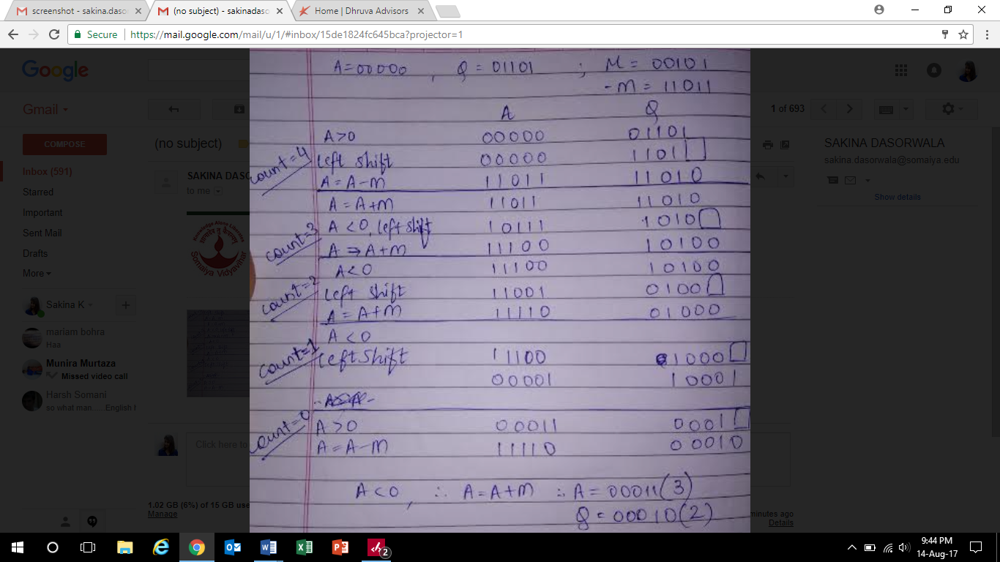 screenshot - sakina.daso
(no subject) - sakinadaso
Home | Dhruva Advisors
Secure https://mail.google.com/mail/u/1/#inbox/15de1824fc645bca?projector=1
Google
Gmail
1 of 693
COMPOSE
(no subject)
SAKINA DASORWALA
sakina.dasorwala@somaiya.edu
Show details
Inbox (591)
Starred
Important
Sent Mail
Drafts
More
SAKINA DASO
to me
Somaiya Vidyavihar
Sakina K
mariam bohra
Haa
Munira Murtaza
Missed video call
Harsh Somani
so what man.....English t
Click here to
1.02 GB (6%) of 15 GB use
Manage
minutes ago
Details
A=00000 , Q = 01101 ; M = 00101
-M = 11011
A Q
A>0 00000 01101
count=4 left shift 00000 1101
A = A-M 11011 11010
A = A+M 11011 11010
count=3 A <0, left shift 10111 1010
A ⇒ A+M 11100 10100
A<0 11100 10100
count=2 left shift 11001 0100
A = A+M 11110 01000
A <0
count=1 left shift 11100 1000
00001 10001
count=0 A >0 00011 0001
A = A-M 11110 00010
A<0, ∴ A=A+M ∴ A= 00011(3)
Q = 00010(2)
2
9:44 PM
14-Aug-17